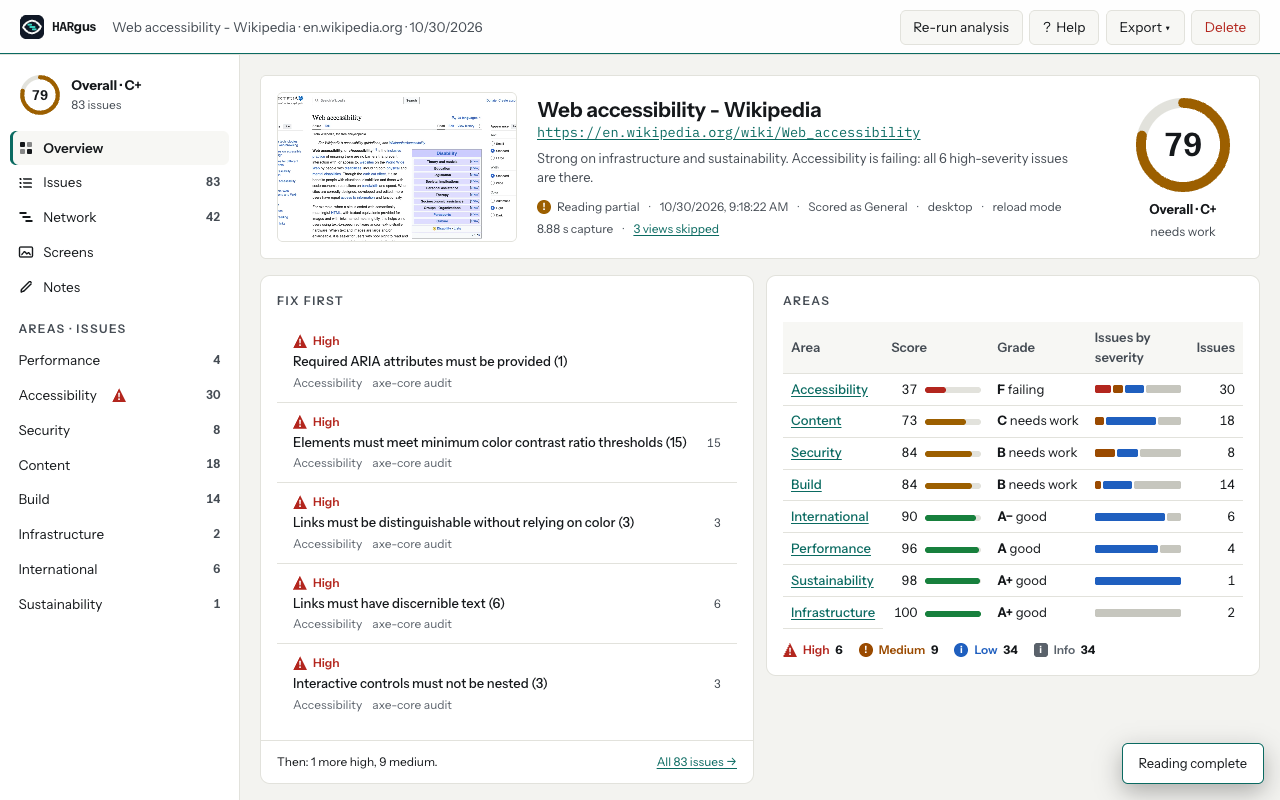 HARgus
Web accessibility - Wikipedia · en.wikipedia.org · 10/30/2026
Re-run analysis
? Help
Export ▾
Delete
79
Overall · C+
83 issues
Overview
Issues 83
Network 42
Screens
Notes
AREAS · ISSUES
Performance 4
Accessibility 30
Security 8
Content 18
Build 14
Infrastructure 2
International 6
Sustainability 1
Web accessibility
Disability
Web accessibility - Wikipedia
https://en.wikipedia.org/wiki/Web_accessibility
Strong on infrastructure and sustainability. Accessibility is failing: all 6 high-severity issues
are there.
Reading partial · 10/30/2026, 9:18:22 AM · Scored as General · desktop · reload mode
8.88 s capture · 3 views skipped
79
Overall · C+
needs work
FIX FIRST
High
Required ARIA attributes must be provided (1)
Accessibility axe-core audit
High
Elements must meet minimum color contrast ratio thresholds (15) 15
Accessibility axe-core audit
High
Links must be distinguishable without relying on color (3) 3
Accessibility axe-core audit
High
Links must have discernible text (6) 6
Accessibility axe-core audit
High
Interactive controls must not be nested (3) 3
Accessibility axe-core audit
Then: 1 more high, 9 medium.
All 83 issues →
AREAS
Area Score Grade Issues by severity Issues
Accessibility 37 F failing 30
Content 73 C needs work 18
Security 84 B needs work 8
Build 84 B needs work 14
International 90 A− good 6
Performance 96 A good 4
Sustainability 98 A+ good 1
Infrastructure 100 A+ good 2
High 6 Medium 9 Low 34 Info 34
Reading complete